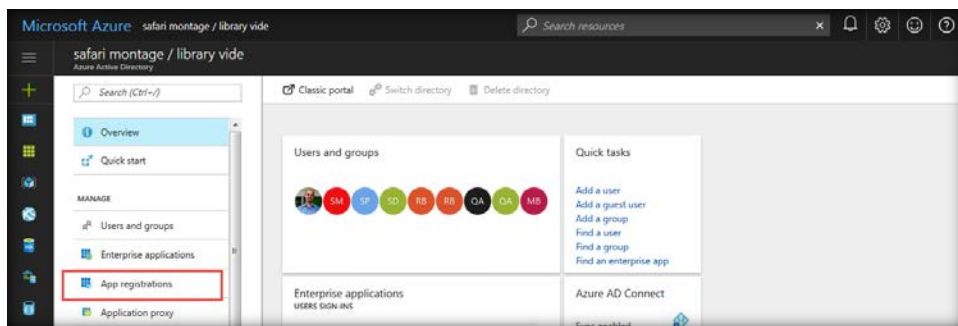 Microsoft Azure safari montage / library vide
Search resources
safari montage / library vide
Azure Active Directory
Search (Ctrl+/)
Classic portal
Switch directory
Delete directory
Overview
Quick start
MANAGE
Users and groups
Enterprise applications
App registrations
Application proxy
Users and groups
SM SP SD RB RB QA QA MB
Enterprise applications
USERS SIGN-INS
Quick tasks
Add a user
Add a guest user
Add a group
Find a user
Find a group
Find an enterprise app
Azure AD Connect
Sync enabled